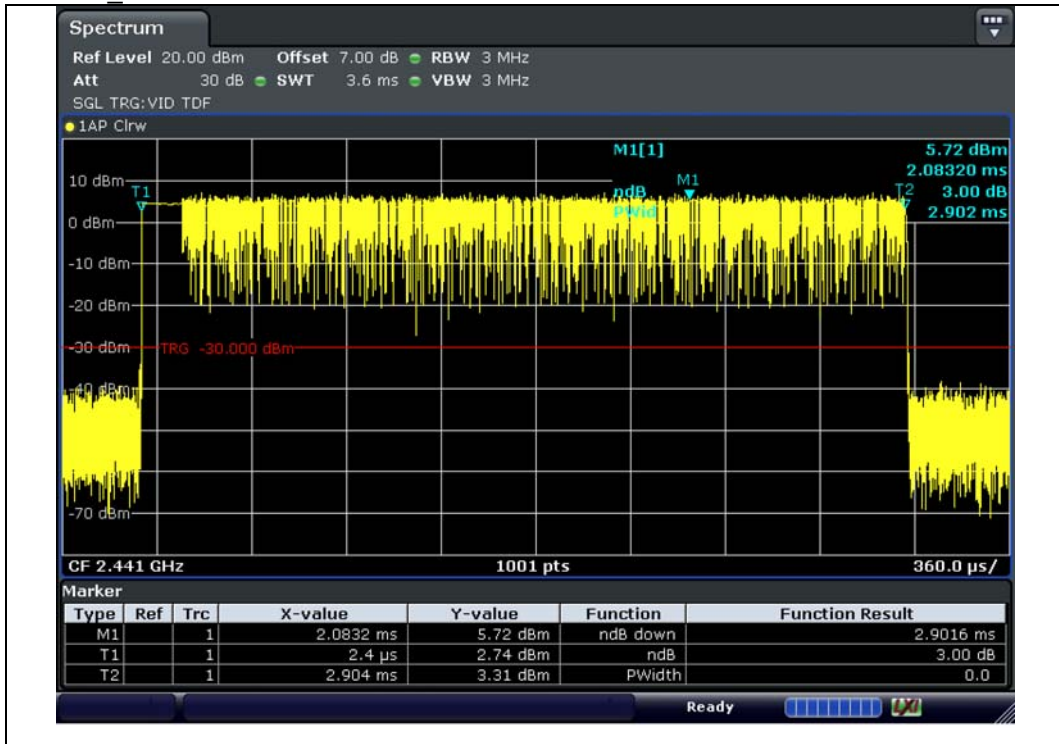 Spectrum
Ref Level 20.00 dBm Offset 7.00 dB RBW 3 MHz
Att 30 dB SWT 3.6 ms VBW 3 MHz
SGL TRG:VID TDF
1AP Clrw
M1[1] 5.72 dBm
2.08320 ms
10 dBm
T1
ndB
M1
T2
3.00 dB
PWid
2.902 ms
0 dBm
-10 dBm
-20 dBm
-30 dBm
TRG -30.000 dBm
-40 dBm
-70 dBm
CF 2.441 GHz 1001 pts 360.0 µs/
Marker
Type Ref Trc X-value Y-value Function Function Result
M1 1 2.0832 ms 5.72 dBm ndB down 2.9016 ms
T1 1 2.4 µs 2.74 dBm ndB 3.00 dB
T2 1 2.904 ms 3.31 dBm PWidth 0.0
Ready LXI